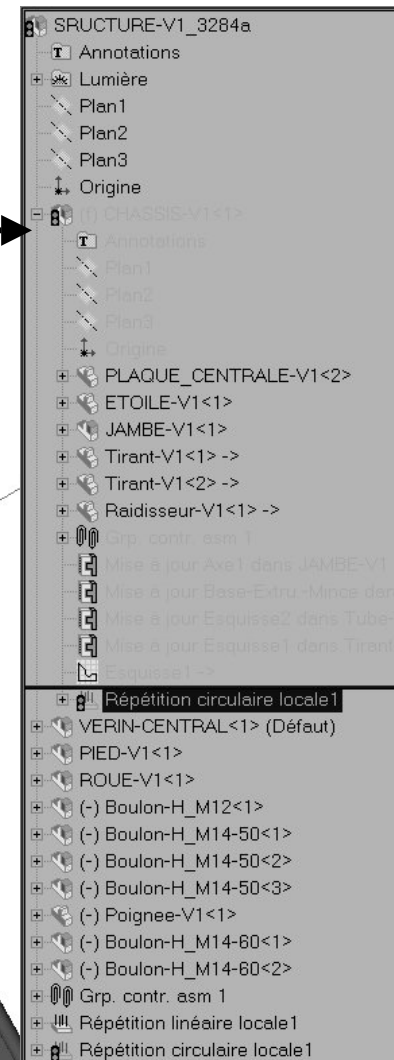 SRUCTURE-V1_3284a
Annotations
Lumière
Plan1
Plan2
Plan3
Origine
(f) CHASSIS-V1<1>
Annotations
Plan1
Plan2
Plan3
Origine
PLAQUE_CENTRALE-V1<2>
ETOILE-V1<1>
JAMBE-V1<1>
Tirant-V1<1> ->
Tirant-V1<2> ->
Raidisseur-V1<1> ->
Grp. contr. asm 1
Mise à jour Axe1 dans JAMBE-V1
Mise à jour Base-Extru.-Mince dan
Mise à jour Esquisse2 dans Tube-
Mise à jour Esquisse1 dans Tirant
Esquisse1 ->
Répétition circulaire locale1
VERIN-CENTRAL<1> (Défaut)
PIED-V1<1>
ROUE-V1<1>
(-) Boulon-H_M12<1>
(-) Boulon-H_M14-50<1>
(-) Boulon-H_M14-50<2>
(-) Boulon-H_M14-50<3>
(-) Poignee-V1<1>
(-) Boulon-H_M14-60<1>
(-) Boulon-H_M14-60<2>
Grp. contr. asm 1
Répétition linéaire locale1
Répétition circulaire locale1